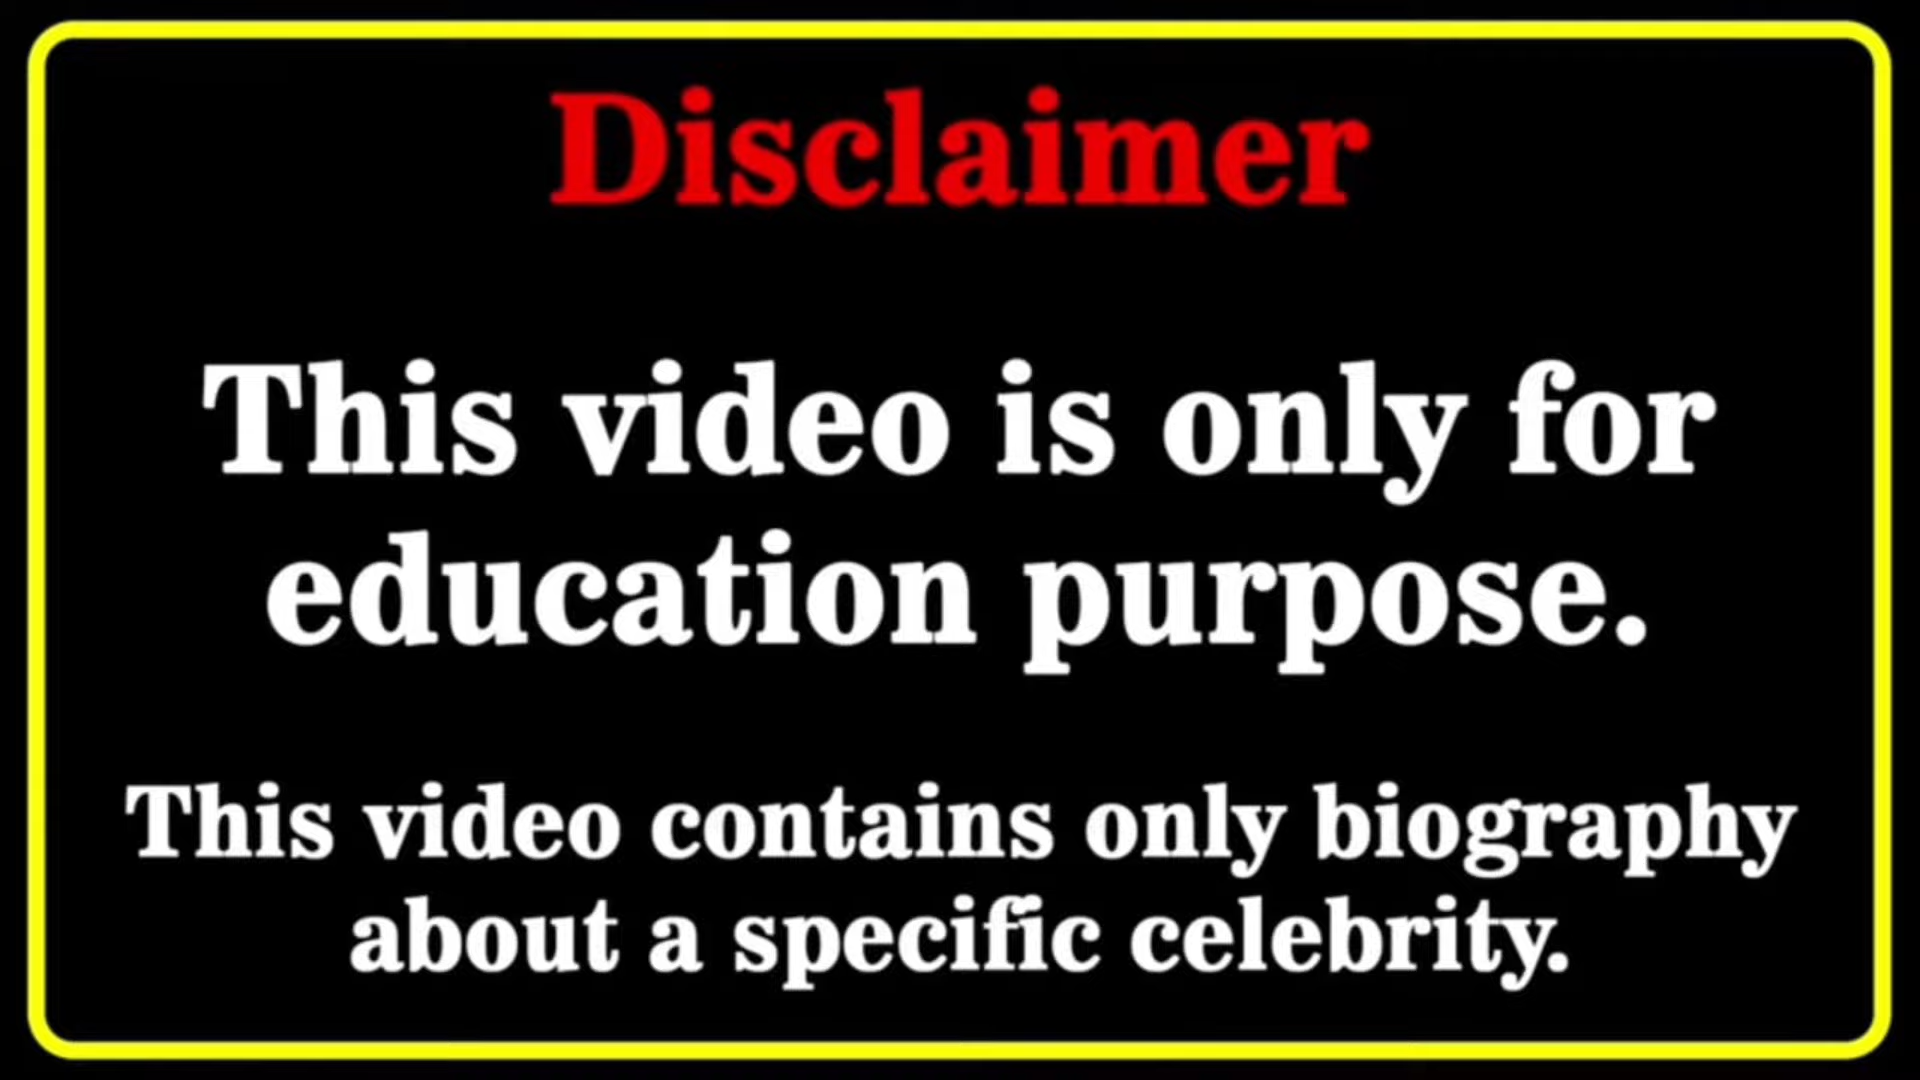 Disclaimer
This video is only for
education purpose.
This video contains only biography
about a specific celebrity.